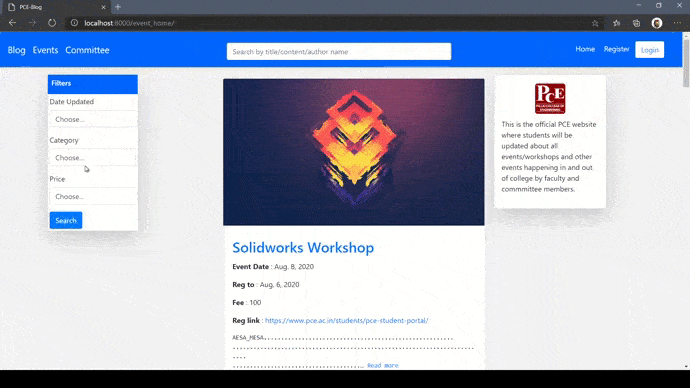 PCE-Blog
localhost:8000/event_home/
Blog Events Committee
Search by title/content/author name
Home Register Login
Filters
Date Updated
Choose...
Category
Choose...
Price
Choose...
Search
PCE
PILLAI COLLEGE OF ENGINEERING
This is the official PCE website
where students will be
updated about all
events/workshops and other
events happening in and out
of college by faculty and
commmittee members.
Solidworks Workshop
Event Date : Aug. 8, 2020
Reg to : Aug. 6, 2020
Fee : 100
Reg link : https://www.pce.ac.in/students/pce-student-portal/
AESA_MESA.......................................................
......................................................................
....
...................................... Read more